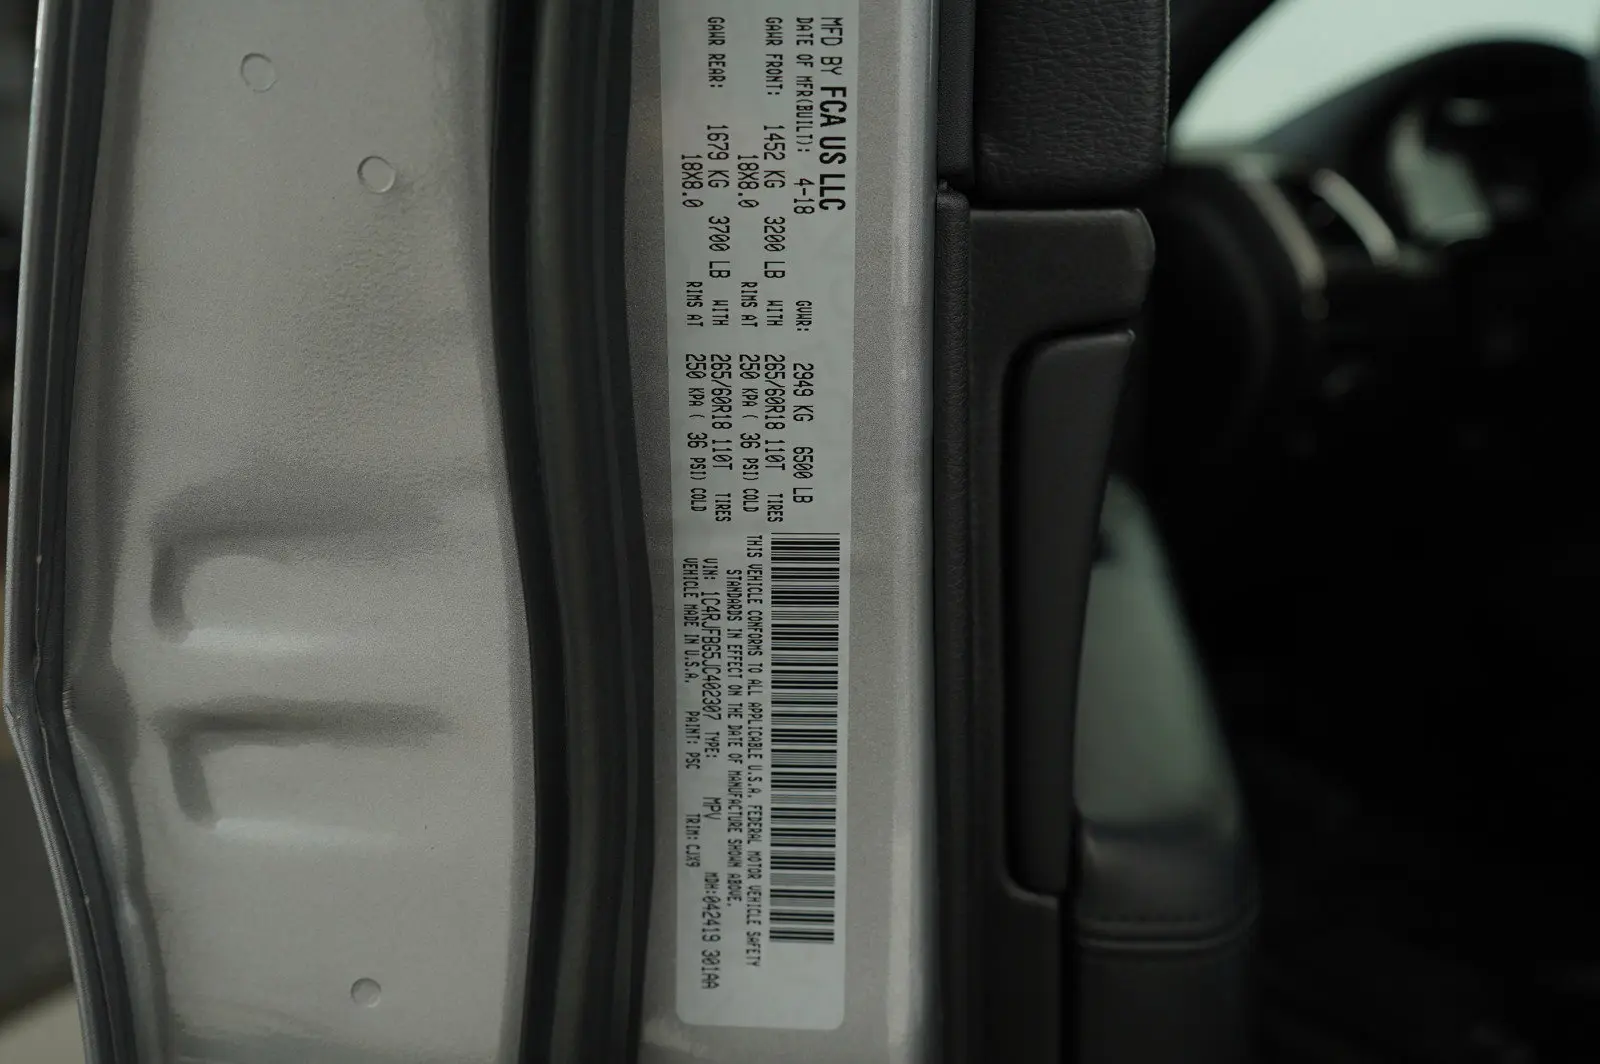 MFD BY FCA US LLC
DATE OF MFR(BUILT): 4-18 GVWR: 2949 KG 6500 LB
GAWR FRONT: 1452 KG 3200 LB WITH 265/60R18 110T TIRES
18X8.0 RIMS AT 250 KPA ( 36 PSI) COLD
GAWR REAR: 1679 KG 3700 LB WITH 265/60R18 110T TIRES
18X8.0 RIMS AT 250 KPA ( 36 PSI) COLD
THIS VEHICLE CONFORMS TO ALL APPLICABLE U.S.A. FEDERAL MOTOR VEHICLE SAFETY
STANDARDS IN EFFECT ON THE DATE OF MANUFACTURE SHOWN ABOVE.
VIN: 1C4RJFBG5JC402307 TYPE: MPV MDH:042419 301AA
VEHICLE MADE IN U.S.A. PAINT: PSC TRIM: CJX9